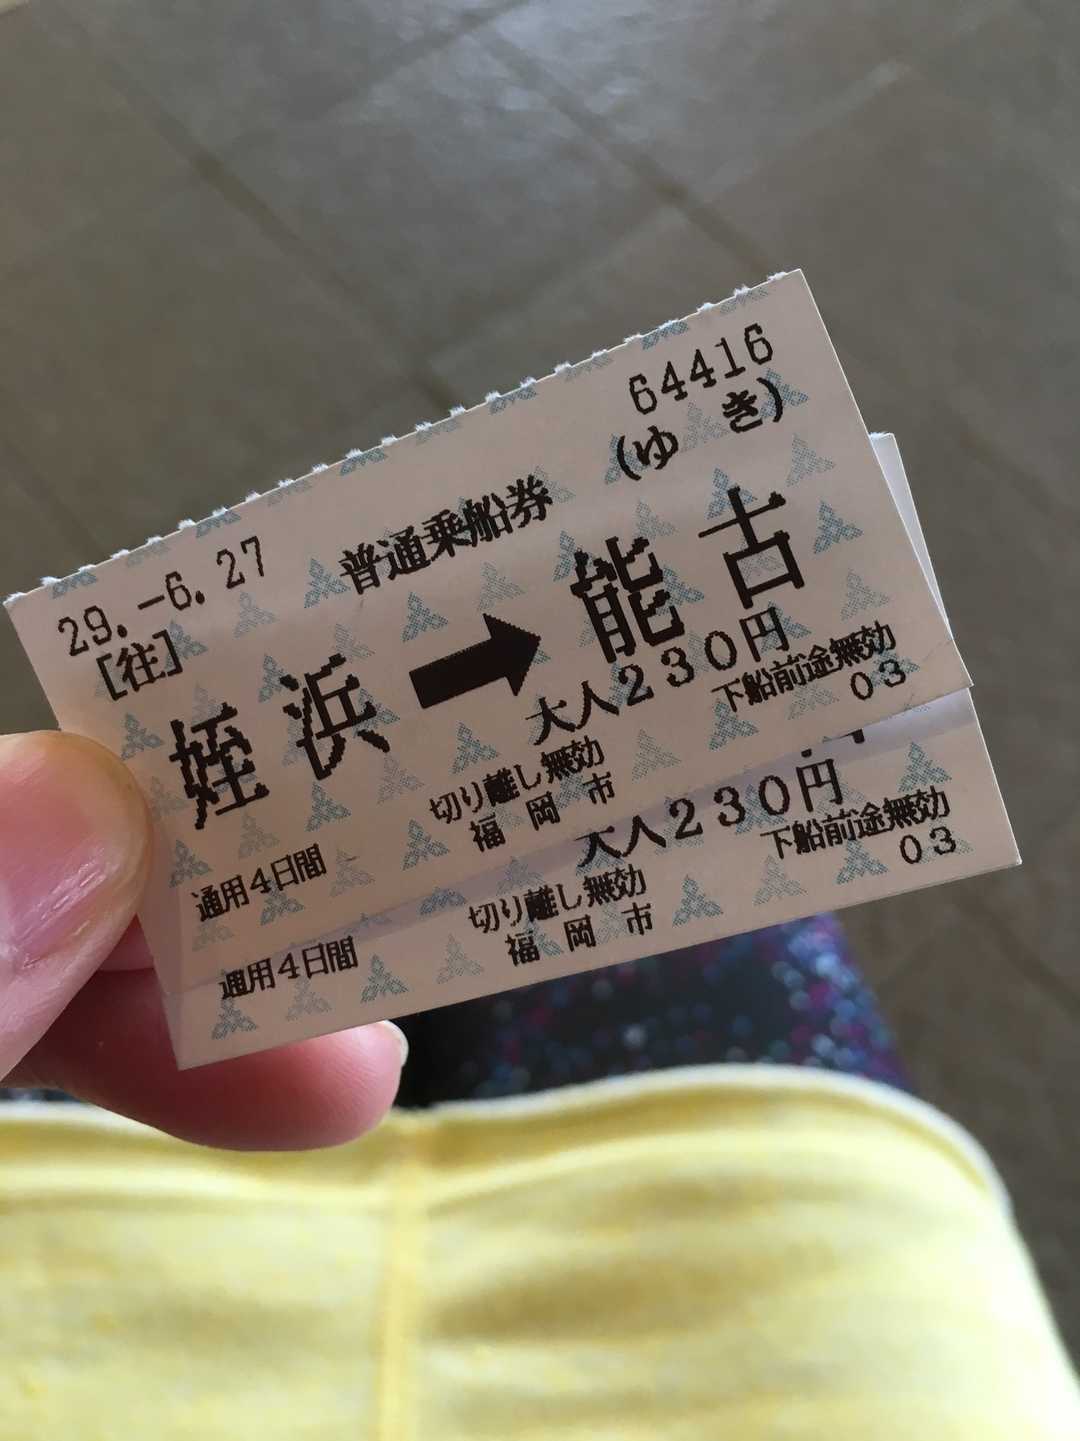 64416
(ゆ き)
29.-6.27
普通乗船券
[往]
姪浜➡能古
大人230円
下船前途無効
03
切り離し無効
福岡市
通用4日間
大人230円
下船前途無効
03
切り離し無効
福岡市
通用4日間